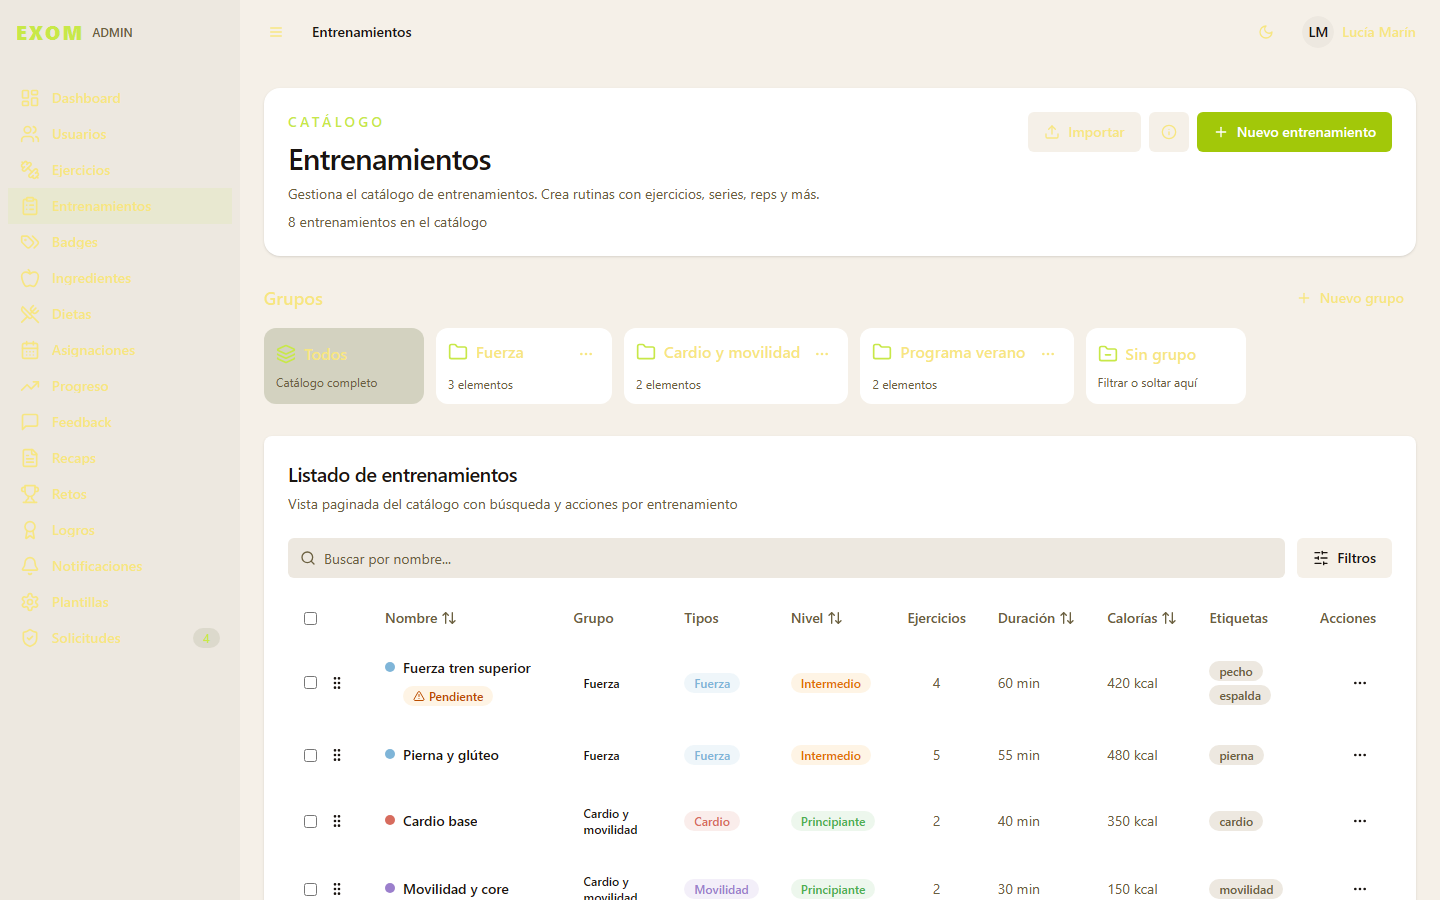 EXOM ADMIN
Entrenamientos
LM Lucía Marín
Dashboard
Usuarios
Ejercicios
Entrenamientos
Badges
Ingredientes
Dietas
Asignaciones
Progreso
Feedback
Recaps
Retos
Logros
Notificaciones
Plantillas
Solicitudes 4
CATÁLOGO
Entrenamientos
Gestiona el catálogo de entrenamientos. Crea rutinas con ejercicios, series, reps y más.
8 entrenamientos en el catálogo
Importar
Nuevo entrenamiento
Grupos
Nuevo grupo
Todos
Catálogo completo
Fuerza
3 elementos
Cardio y movilidad
2 elementos
Programa verano
2 elementos
Sin grupo
Filtrar o soltar aquí
Listado de entrenamientos
Vista paginada del catálogo con búsqueda y acciones por entrenamiento
Buscar por nombre...
Filtros
Nombre Grupo Tipos Nivel Ejercicios Duración Calorías Etiquetas Acciones
Fuerza tren superior
Pendiente
Fuerza Fuerza Intermedio 4 60 min 420 kcal
pecho
espalda
Pierna y glúteo Fuerza Fuerza Intermedio 5 55 min 480 kcal pierna
Cardio base
Cardio y
movilidad
Cardio Principiante 2 40 min 350 kcal cardio
Movilidad y core
Cardio y
movilidad
Movilidad Principiante 2 30 min 150 kcal movilidad